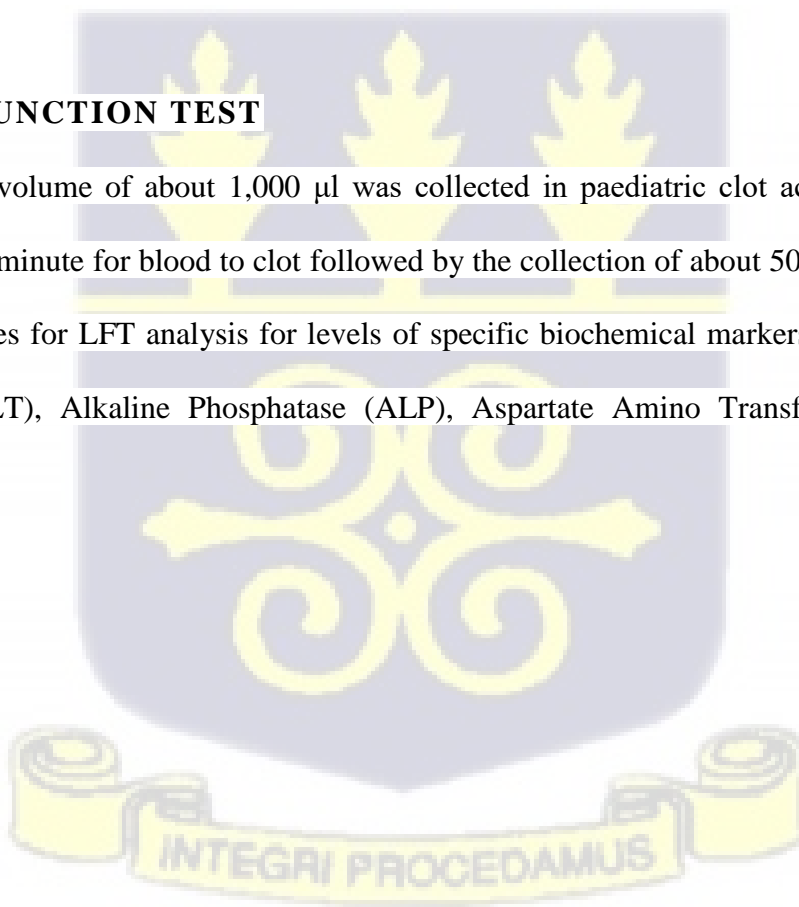 UNCTION TEST
volume of about 1,000 μl was collected in paediatric clot ac
minute for blood to clot followed by the collection of about 50
es for LFT analysis for levels of specific biochemical markers
LT), Alkaline Phosphatase (ALP), Aspartate Amino Transf
INTEGRI PROCEDAMUS